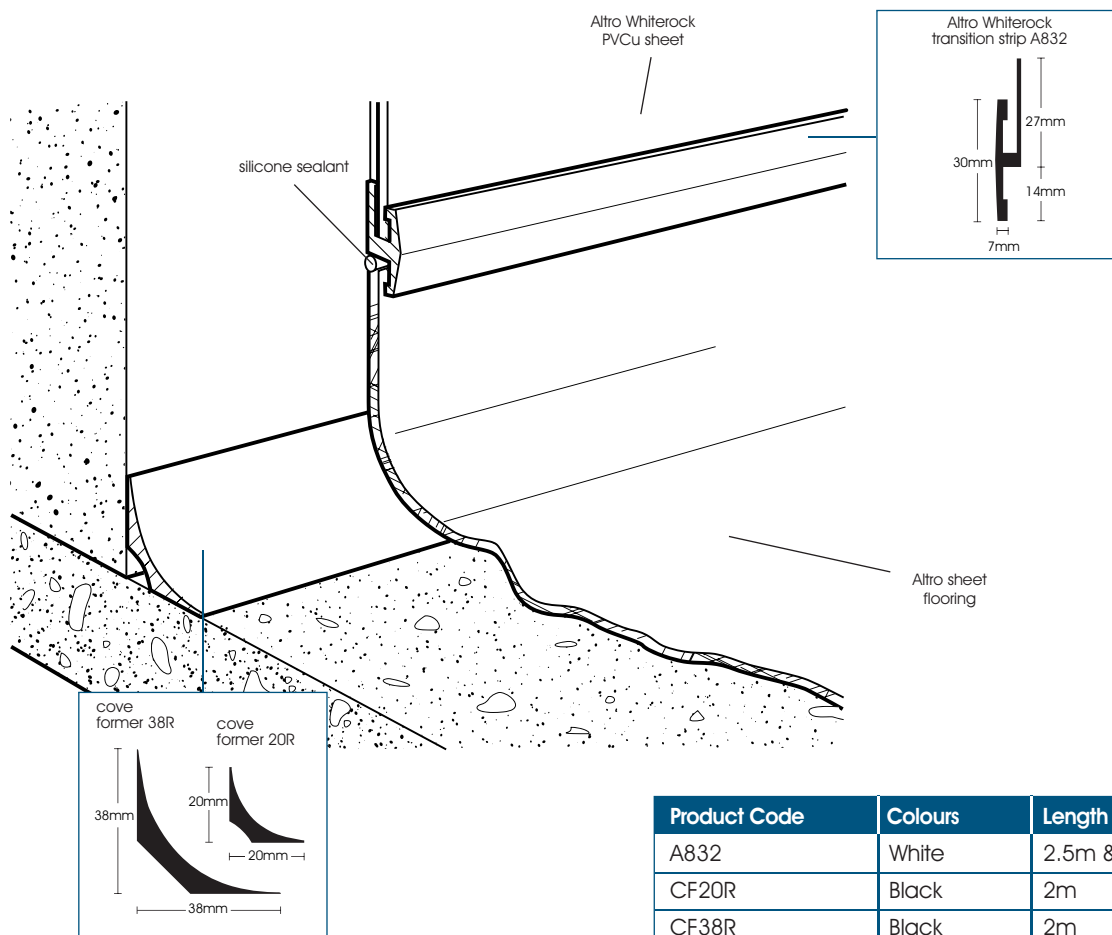 Altro Whiterock
PVCu sheet
Altro Whiterock
transition strip A832
27mm
30mm
14mm
7mm
silicone sealant
Altro sheet
flooring
cove
former 38R
cove
former 20R
38mm
20mm
20mm
38mm
Product Code Colours Length
A832 White 2.5m &
CF20R Black 2m
CF38R Black 2m